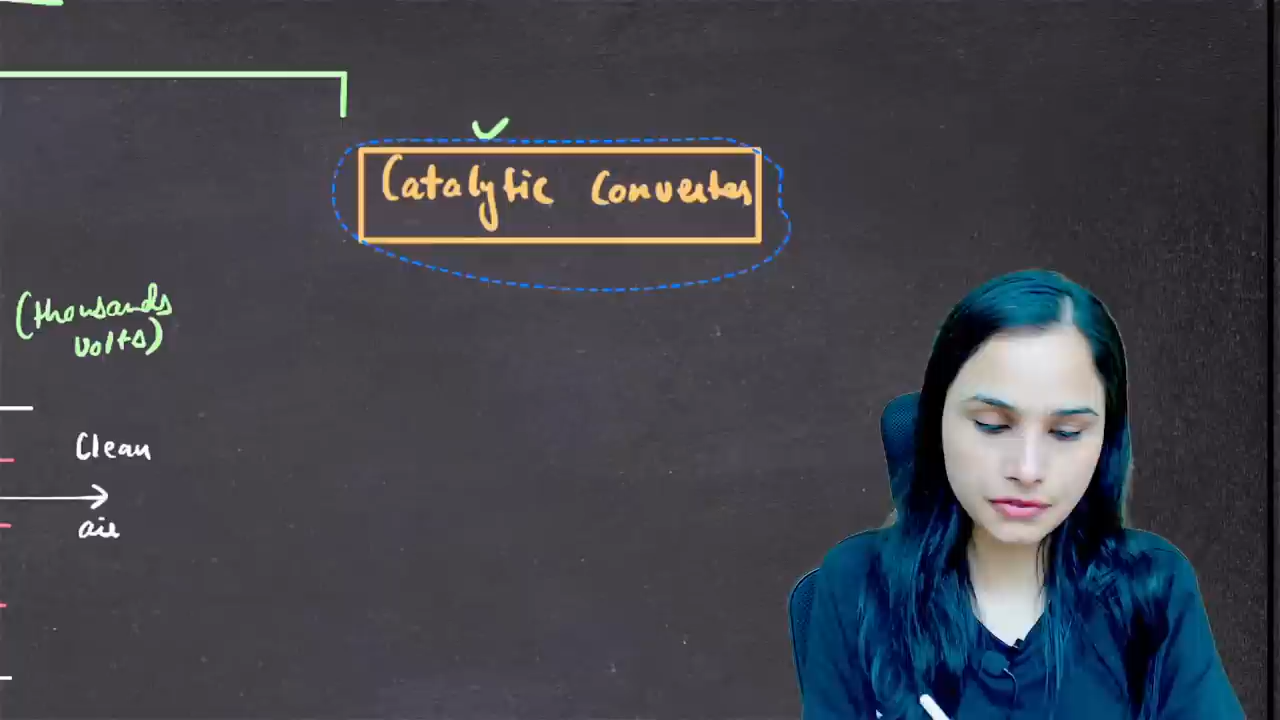 Catalytic Converter
(thousands
volts)
Clean
air